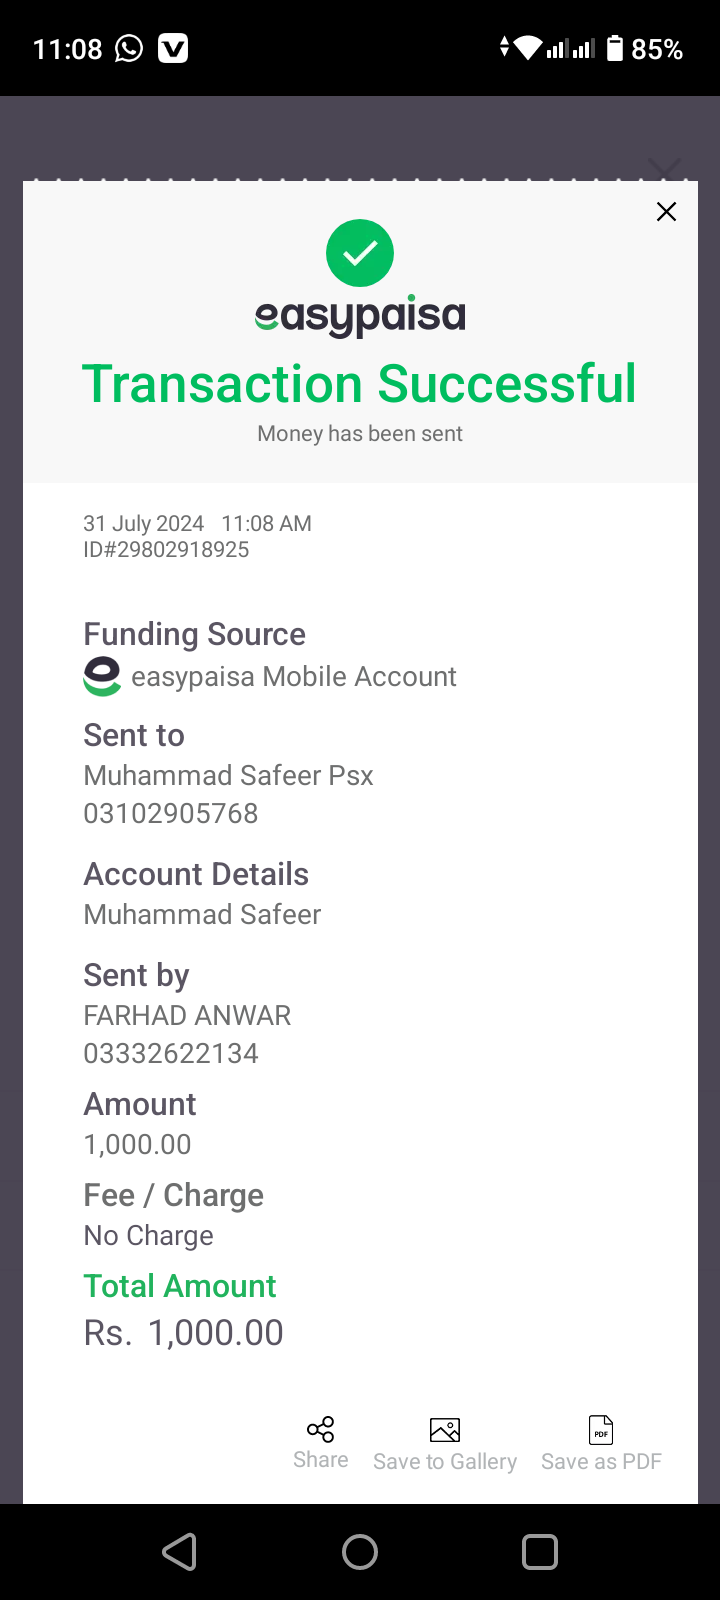 11:08
85%
easypaisa
Transaction Successful
Money has been sent
31 July 2024 11:08 AM
ID#29802918925
Funding Source
easypaisa Mobile Account
Sent to
Muhammad Safeer Psx
03102905768
Account Details
Muhammad Safeer
Sent by
FARHAD ANWAR
03332622134
Amount
1,000.00
Fee / Charge
No Charge
Total Amount
Rs. 1,000.00
PDF
Share Save to Gallery Save as PDF